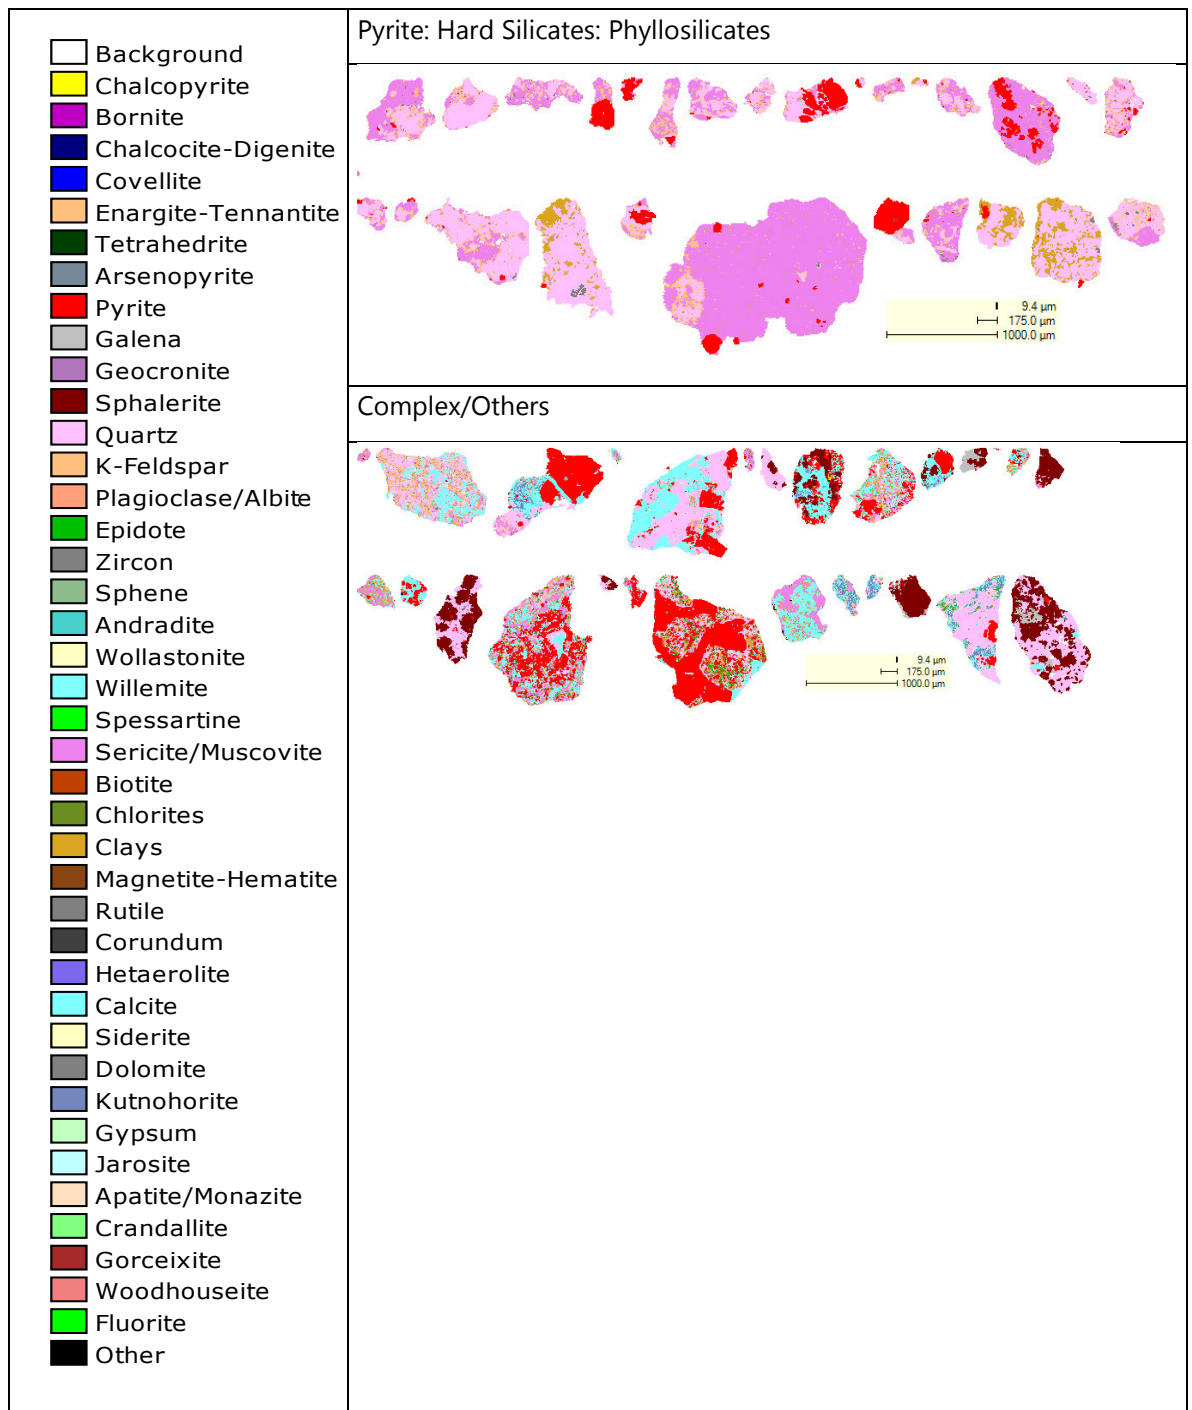 Background
Chalcopyrite
Bornite
Chalcocite-Digenite
Covellite
Enargite-Tennantite
Tetrahedrite
Arsenopyrite
Pyrite
Galena
Geocronite
Sphalerite
Quartz
K-Feldspar
Plagioclase/Albite
Epidote
Zircon
Sphene
Andradite
Wollastonite
Willemite
Spessartine
Sericite/Muscovite
Biotite
Chlorites
Clays
Magnetite-Hematite
Rutile
Corundum
Hetaerolite
Calcite
Siderite
Dolomite
Kutnohorite
Gypsum
Jarosite
Apatite/Monazite
Crandallite
Gorceixite
Woodhouseite
Fluorite
Other
Pyrite: Hard Silicates: Phyllosilicates
9.4 µm
175.0 µm
1000.0 µm
Complex/Others
9.4 µm
175.0 µm
1000.0 µm